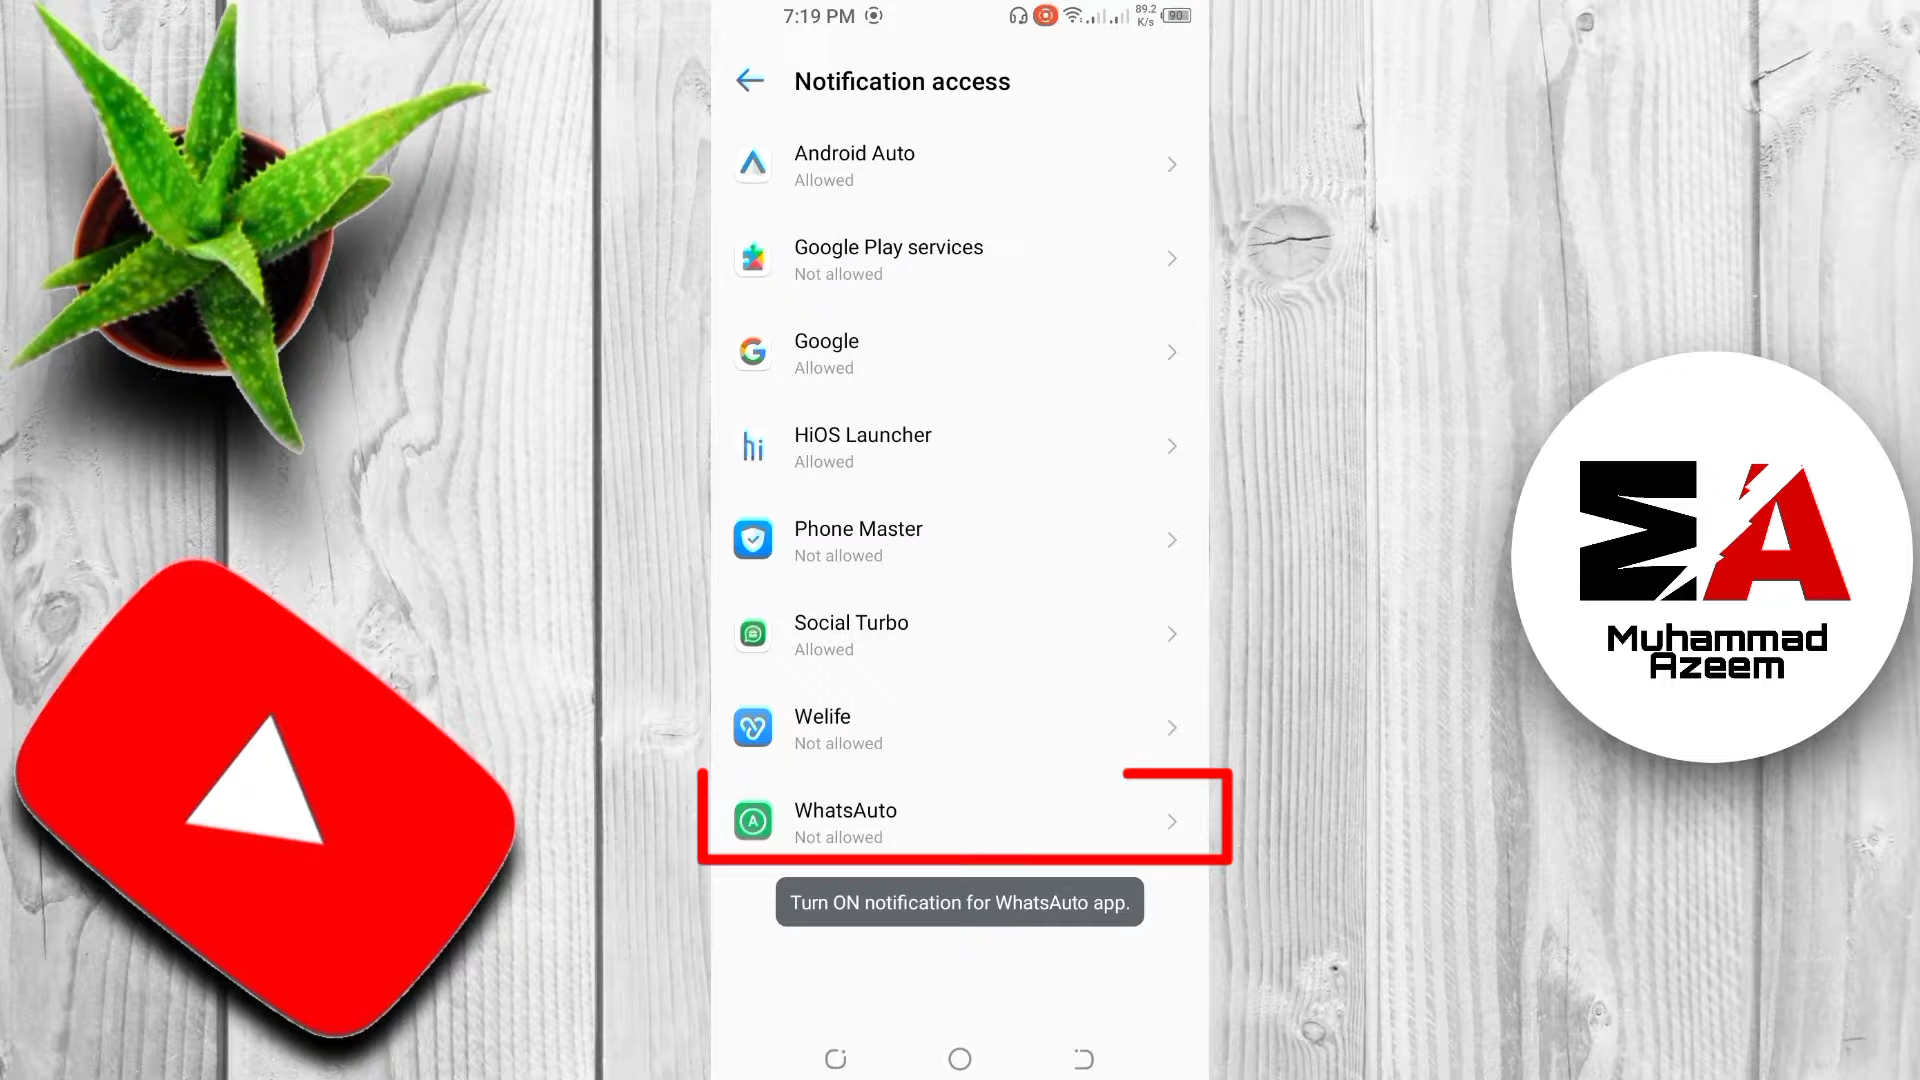 7:19 PM
89.2
K/s
90
Notification access
Android Auto
Allowed
Google Play services
Not allowed
Google
Allowed
hi
HiOS Launcher
Allowed
Phone Master
Not allowed
Social Turbo
Allowed
Welife
Not allowed
A
WhatsAuto
Not allowed
Turn ON notification for WhatsAuto app.
MA
Muhammad
Azeem